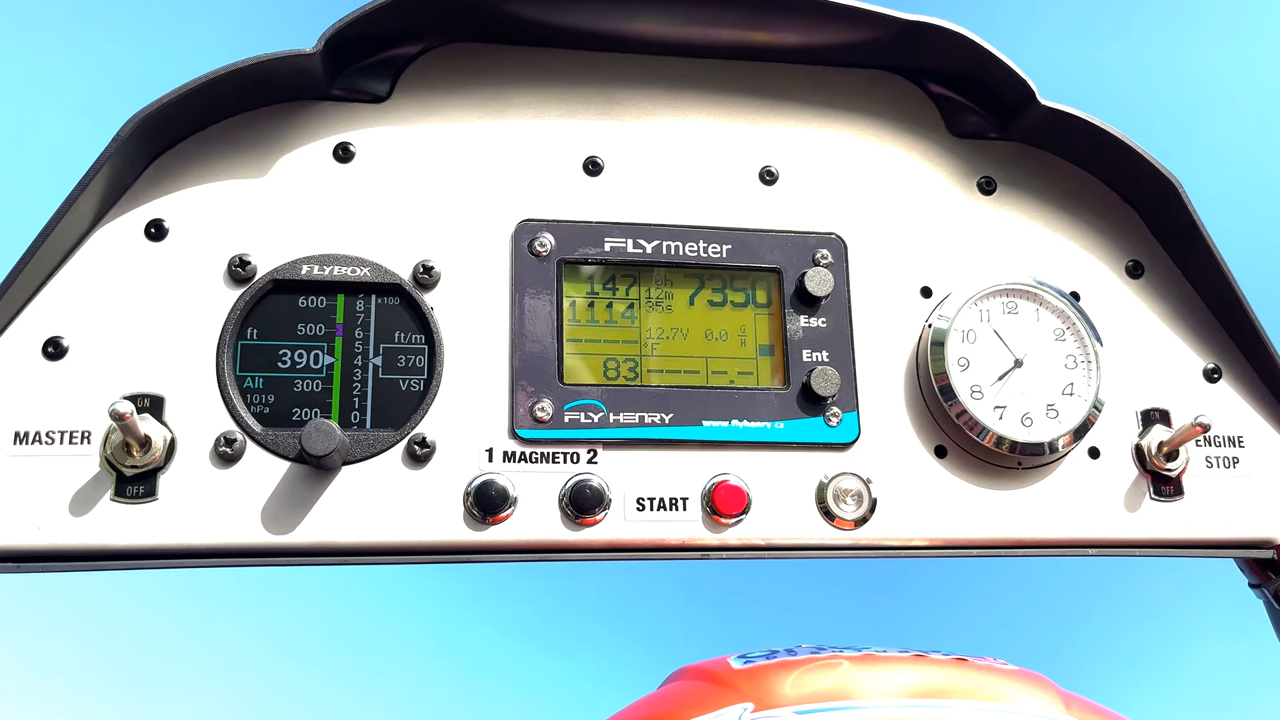 FLYBOX
600
500
ft
390
Alt
300
1019
hPa
200
x100
9
8
7
6
5
4
3
2
1
0
ft/m
370
VSI
MASTER
ON
OFF
FLYmeter
147
0h
12m
35s
7350
1114
12.7V
0.0 G/H
°F
83
Esc
Ent
FLY HENRY
www.flyhenry.cz
1 MAGNETO 2
START
12
11
2
10
3
9
8
4
7
6
5
ON
OFF
ENGINE
STOP